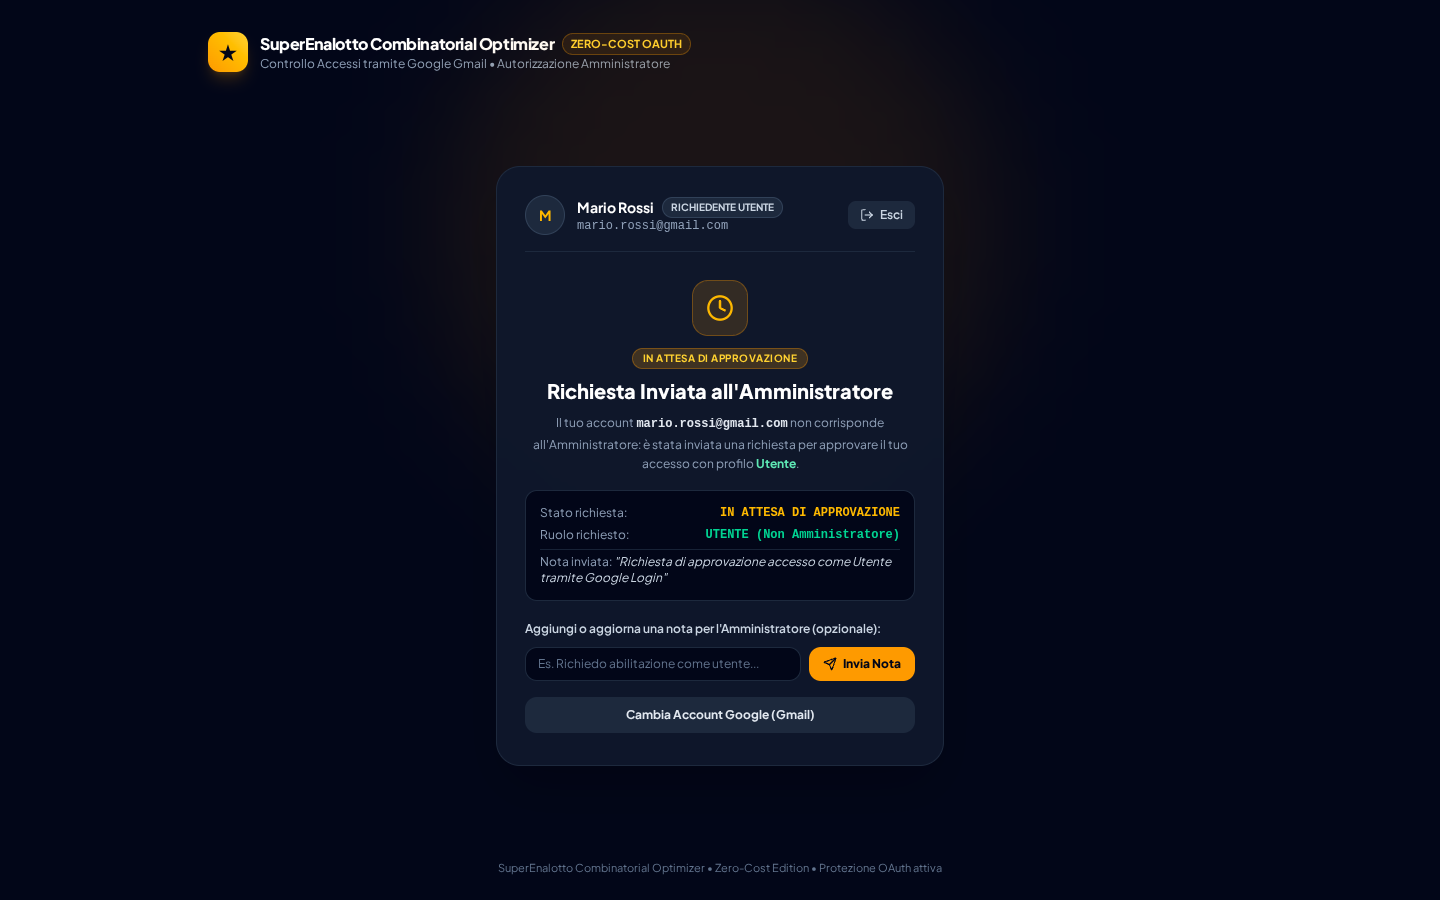 SuperEnalotto Combinatorial Optimizer ZERO-COST OAUTH
Controllo Accessi tramite Google Gmail • Autorizzazione Amministratore
M
Mario Rossi RICHIEDENTE UTENTE
mario.rossi@gmail.com
Esci
IN ATTESA DI APPROVAZIONE
Richiesta Inviata all'Amministratore
Il tuo account mario.rossi@gmail.com non corrisponde
all'Amministratore: è stata inviata una richiesta per approvare il tuo
accesso con profilo Utente.
Stato richiesta: IN ATTESA DI APPROVAZIONE
Ruolo richiesto: UTENTE (Non Amministratore)
Nota inviata: "Richiesta di approvazione accesso come Utente
tramite Google Login"
Aggiungi o aggiorna una nota per l'Amministratore (opzionale):
Es. Richiedo abilitazione come utente... Invia Nota
Cambia Account Google (Gmail)
SuperEnalotto Combinatorial Optimizer • Zero-Cost Edition • Protezione OAuth attiva